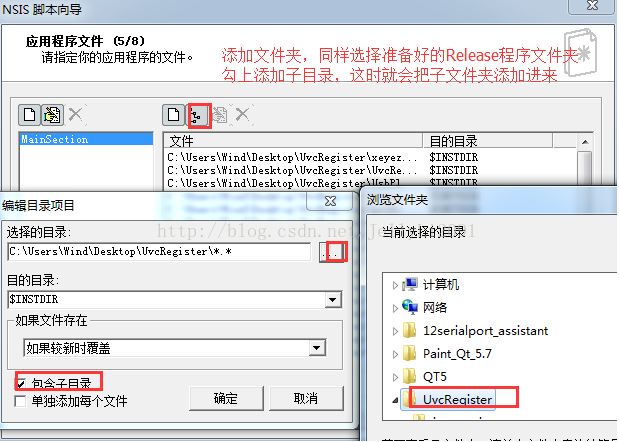 NSIS 脚本向导
应用程序文件 (5/8)
请指定你的应用程序的文件。
添加文件夹，同样选择准备好的Release程序文件夹
勾上添加子目录，这时就会把子文件夹添加进来
MainSection
文件 目的目录
C:\Users\Wind\Desktop\UvcRegister\xeyez... $INSTDIR
C:\Users\Wind\Desktop\UvcRegister\UvcRe... $INSTDIR
C:\Users\Wind\Desktop\UvcRegister\UsbPl... $INSTDIR
编辑目录项目
选择的目录:
C:\Users\Wind\Desktop\UvcRegister\*.*
...
目的目录:
$INSTDIR
如果文件存在
如果较新时覆盖
包含子目录
单独添加每个文件
确定
取消
浏览文件夹
http://blog.csdn.net
当前选择的目录
计算机
网络
12serialport_assistant
Paint_Qt_5.7
QT5
UvcRegister